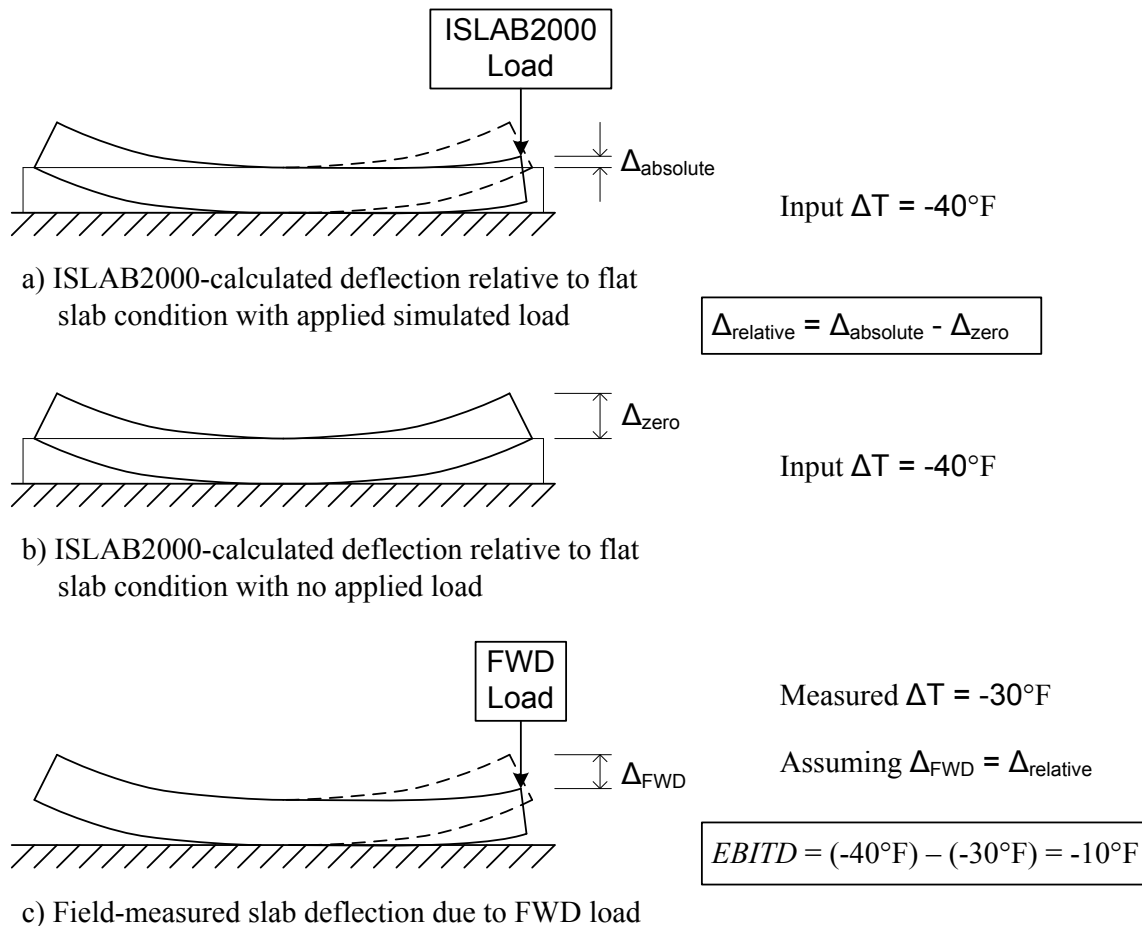 ISLAB2000
Load
Δabsolute
Input ΔT = -40°F
a) ISLAB2000-calculated deflection relative to flat
slab condition with applied simulated load
Δrelative = Δabsolute - Δzero
Δzero
Input ΔT = -40°F
b) ISLAB2000-calculated deflection relative to flat
slab condition with no applied load
FWD
Load
Measured ΔT = -30°F
ΔFWD
Assuming ΔFWD = Δrelative
EBITD = (-40°F) – (-30°F) = -10°F
c) Field-measured slab deflection due to FWD load